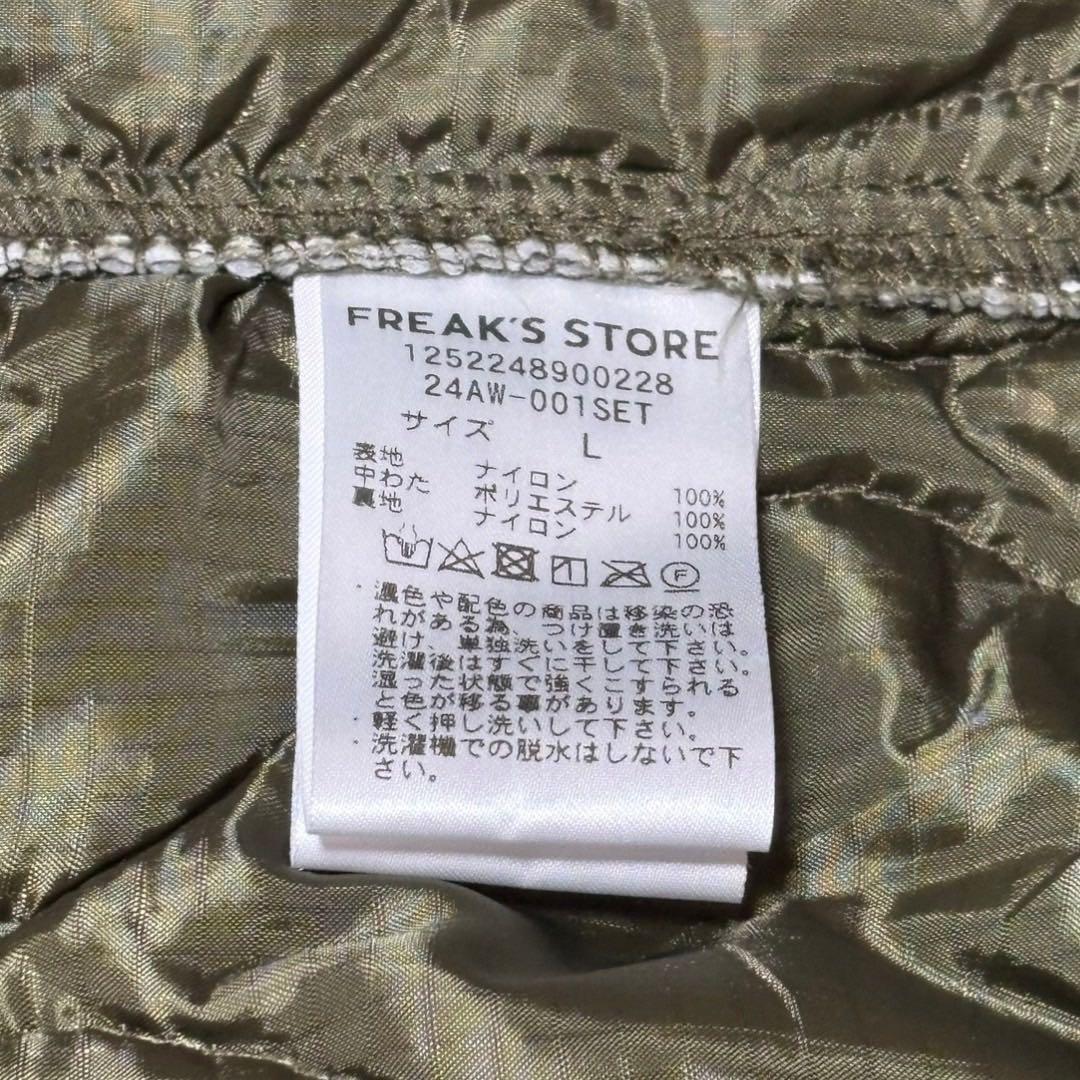 FREAK'S STORE
1252248900228
24AW-001SET
サイズ L
表地 ナイロン 100%
中わた ポリエステル 100%
裏地 ナイロン 100%
F
・濃色や配色の商品は移染の恐
れがある為、つけ置き洗いは
避け、単独洗いをして下さい。
洗濯後はすぐに干して下さい。
湿った状態で強くこすられる
と色が移る事があります。
・軽く押し洗いして下さい。
・洗濯機での脱水はしないで下
さい。